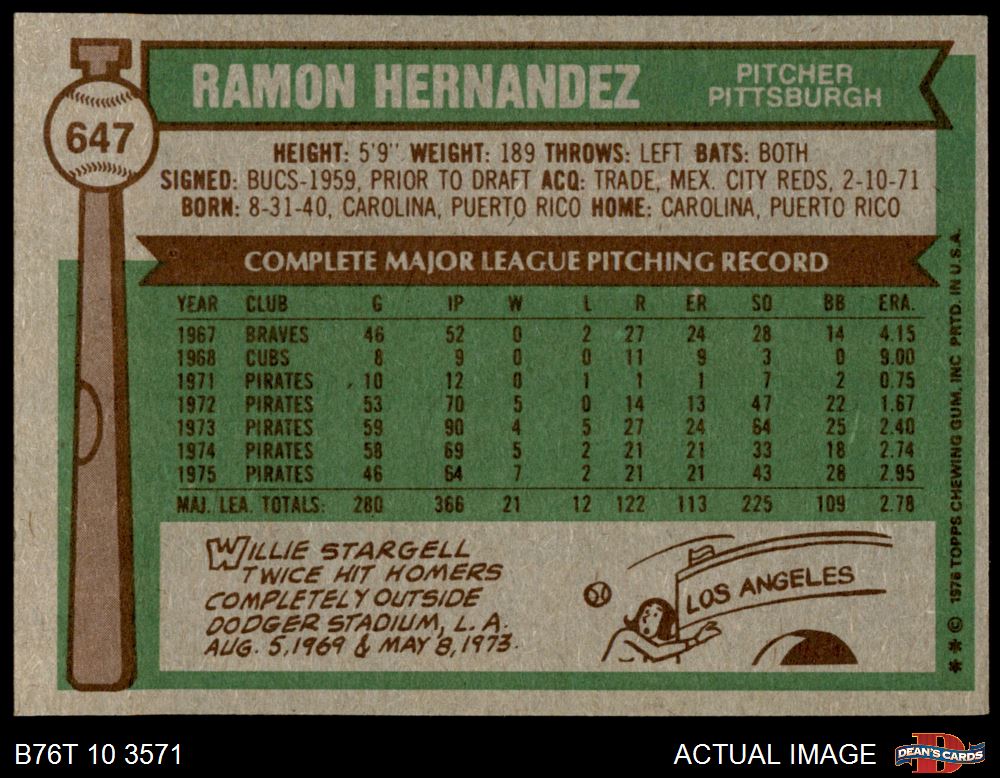 RAMON HERNANDEZ
PITCHER
PITTSBURGH
647
HEIGHT: 5'9" WEIGHT: 189 THROWS: LEFT BATS: BOTH
SIGNED: BUCS-1959, PRIOR TO DRAFT ACQ: TRADE, MEX. CITY REDS, 2-10-71
BORN: 8-31-40, CAROLINA, PUERTO RICO HOME: CAROLINA, PUERTO RICO
COMPLETE MAJOR LEAGUE PITCHING RECORD
YEAR CLUB G IP W L R ER SO BB ERA.
1967 BRAVES 46 52 0 2 27 24 28 14 4.15
1968 CUBS 8 9 0 0 11 9 3 0 9.00
1971 PIRATES 10 12 0 1 1 1 7 2 0.75
1972 PIRATES 53 70 5 0 14 13 47 22 1.67
1973 PIRATES 59 90 4 5 27 24 64 25 2.40
1974 PIRATES 58 69 5 2 21 21 33 18 2.74
1975 PIRATES 46 64 7 2 21 21 43 28 2.95
MAJ. LEA. TOTALS: 280 366 21 12 122 113 225 109 2.78
WILLIE STARGELL
TWICE HIT HOMERS
COMPLETELY OUTSIDE
DODGER STADIUM, L.A.
AUG. 5, 1969 & MAY 8, 1973.
LOS ANGELES
* * © 1976 TOPPS CHEWING GUM, INC. PRTD. IN U.S.A.
B76T 10 3571
ACTUAL IMAGE
DEAN'S CARDS